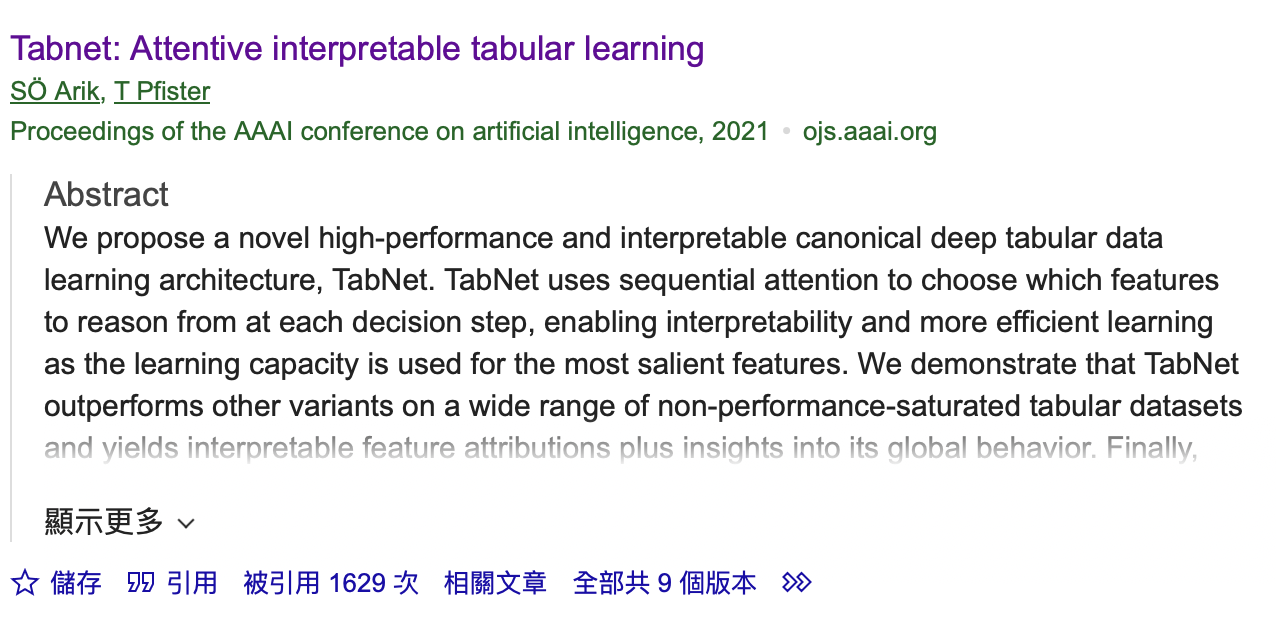 Tabnet: Attentive interpretable tabular learning
SÖ Arik, T Pfister
Proceedings of the AAAI conference on artificial intelligence, 2021 • ojs.aaai.org
Abstract
We propose a novel high-performance and interpretable canonical deep tabular data
learning architecture, TabNet. TabNet uses sequential attention to choose which features
to reason from at each decision step, enabling interpretability and more efficient learning
as the learning capacity is used for the most salient features. We demonstrate that TabNet
outperforms other variants on a wide range of non-performance-saturated tabular datasets
and yields interpretable feature attributions plus insights into its global behavior. Finally,
顯示更多
儲存 引用 被引用 1629 次 相關文章 全部共 9 個版本